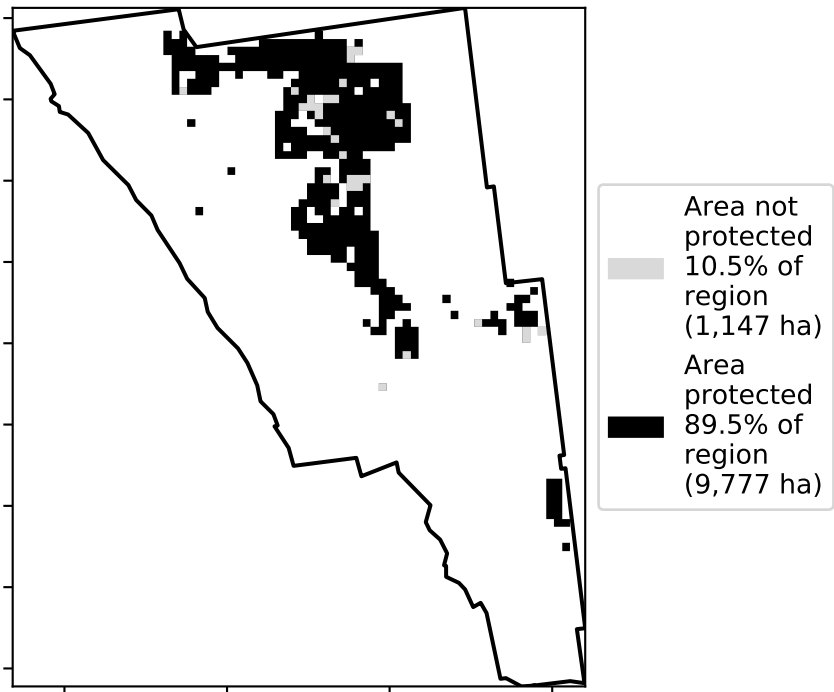 Area not
protected
10.5% of
region
(1,147 ha)
Area
protected
89.5% of
region
(9,777 ha)